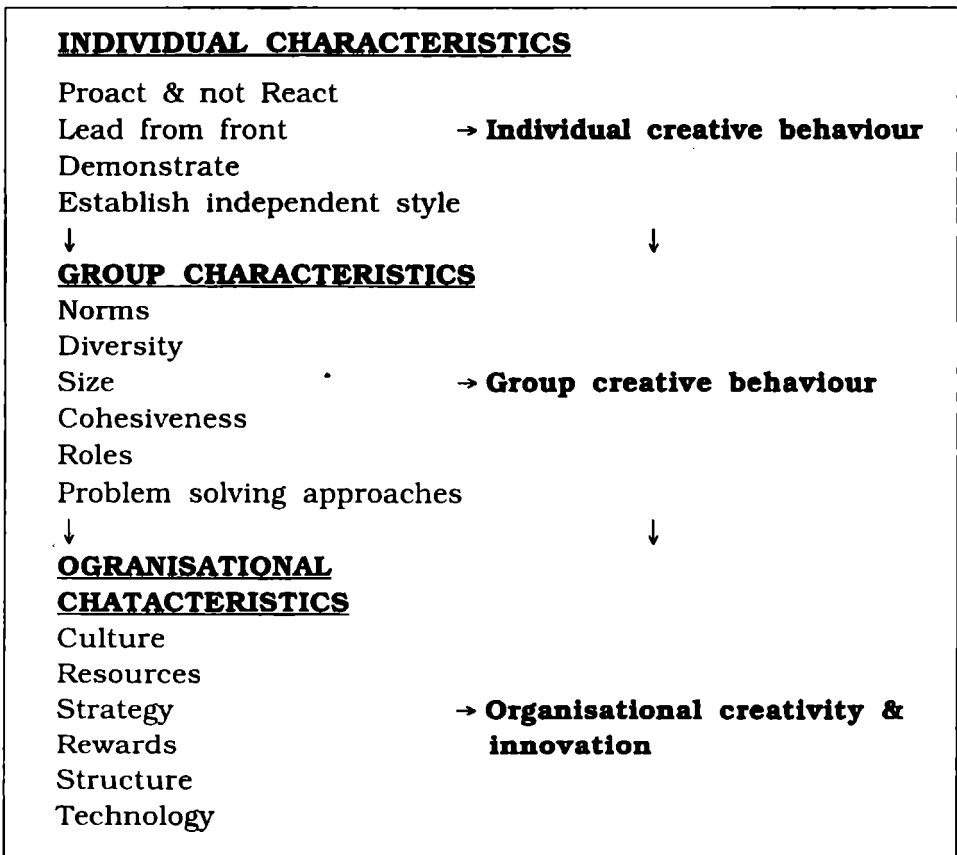 INDIVIDUAL CHARACTERISTICS
Proact & not React
Lead from front → Individual creative behaviour
Demonstrate
Establish independent style
↓ ↓
GROUP CHARACTERISTICS
Norms
Diversity
Size → Group creative behaviour
Cohesiveness
Roles
Problem solving approaches
↓ ↓
OGRANISATIONAL
CHATACTERISTICS
Culture
Resources
Strategy → Organisational creativity &
Rewards innovation
Structure
Technology